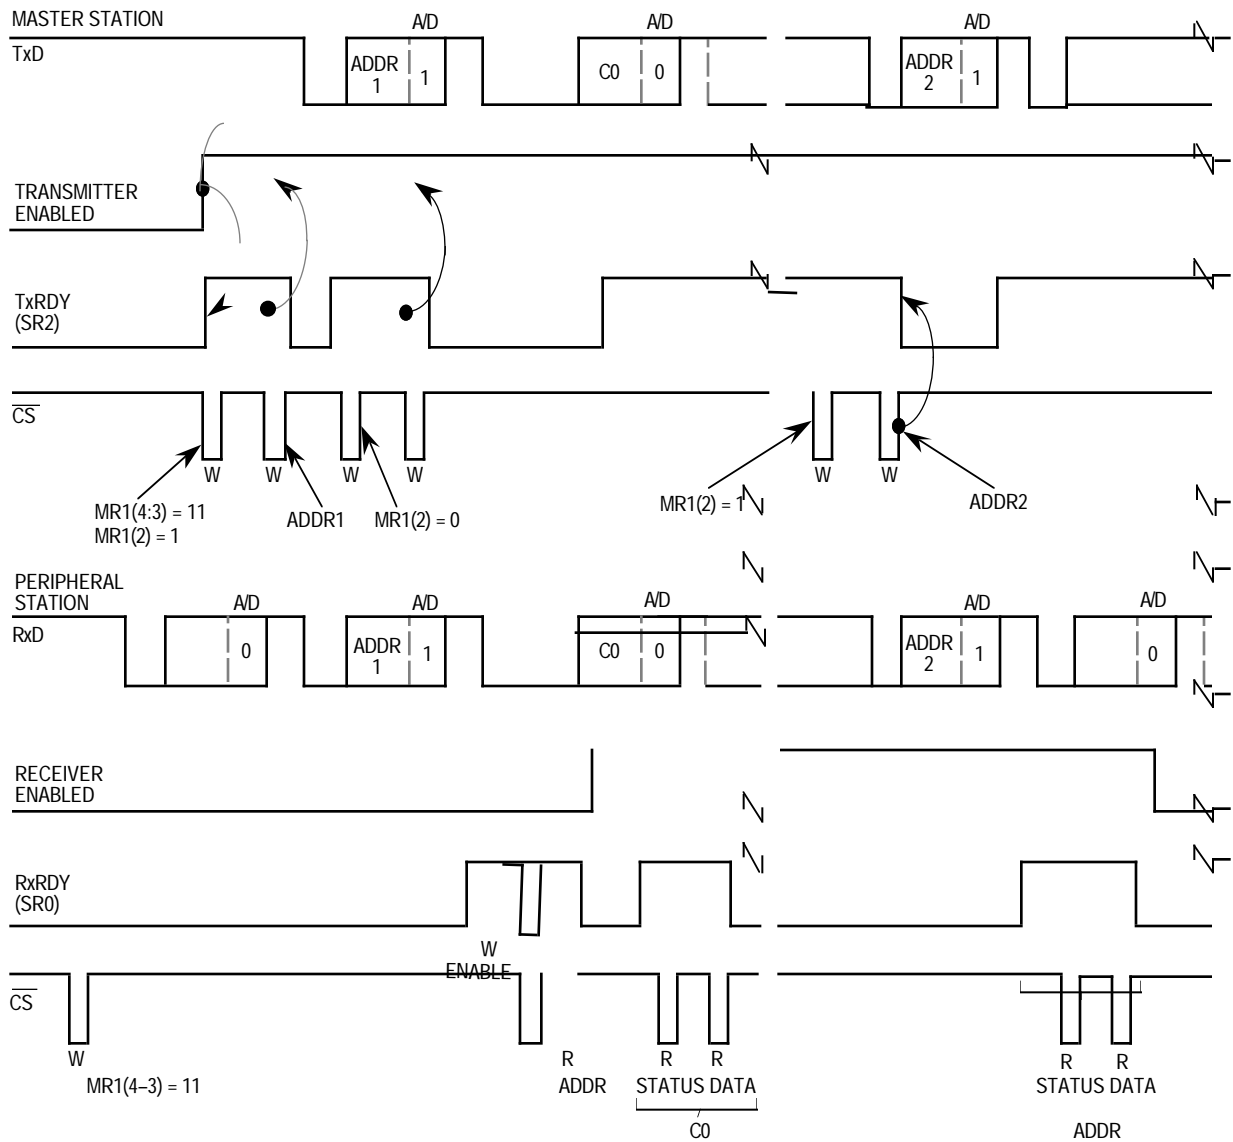 MASTER STATION
A/D A/D A/D
TxD
ADDR 1 1 C0 0 ADDR 2 1
TRANSMITTER
ENABLED
TxRDY
(SR2)
CS
W W W W W W
MR1(4:3) = 11
MR1(2) = 1
ADDR1
MR1(2) = 0
MR1(2) = 1
ADDR2
PERIPHERAL
STATION
A/D A/D A/D A/D A/D
RxD
0 ADDR 1 1 C0 0 ADDR 2 1 0
RECEIVER
ENABLED
RxRDY
(SR0)
W
ENABLE
CS
W R R R R R
MR1(4–3) = 11 ADDR STATUS DATA STATUS DATA
C0 ADDR